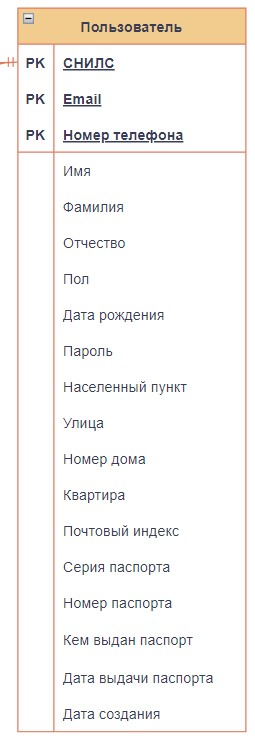 Пользователь
PK СНИЛС
PK Email
PK Номер телефона
Имя
Фамилия
Отчество
Пол
Дата рождения
Пароль
Населенный пункт
Улица
Номер дома
Квартира
Почтовый индекс
Серия паспорта
Номер паспорта
Кем выдан паспорт
Дата выдачи паспорта
Дата создания